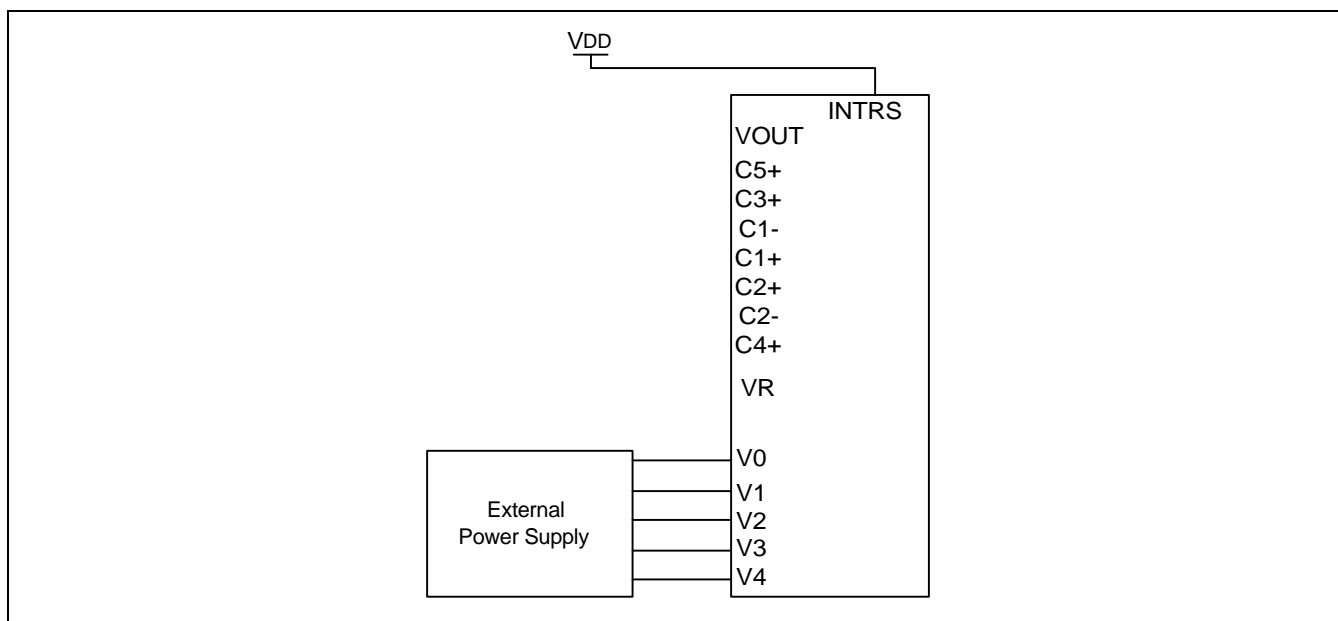 VDD
INTRS
VOUT
C5+
C3+
C1-
C1+
C2+
C2-
C4+
VR
V0
V1
V2
V3
V4
External
Power Supply